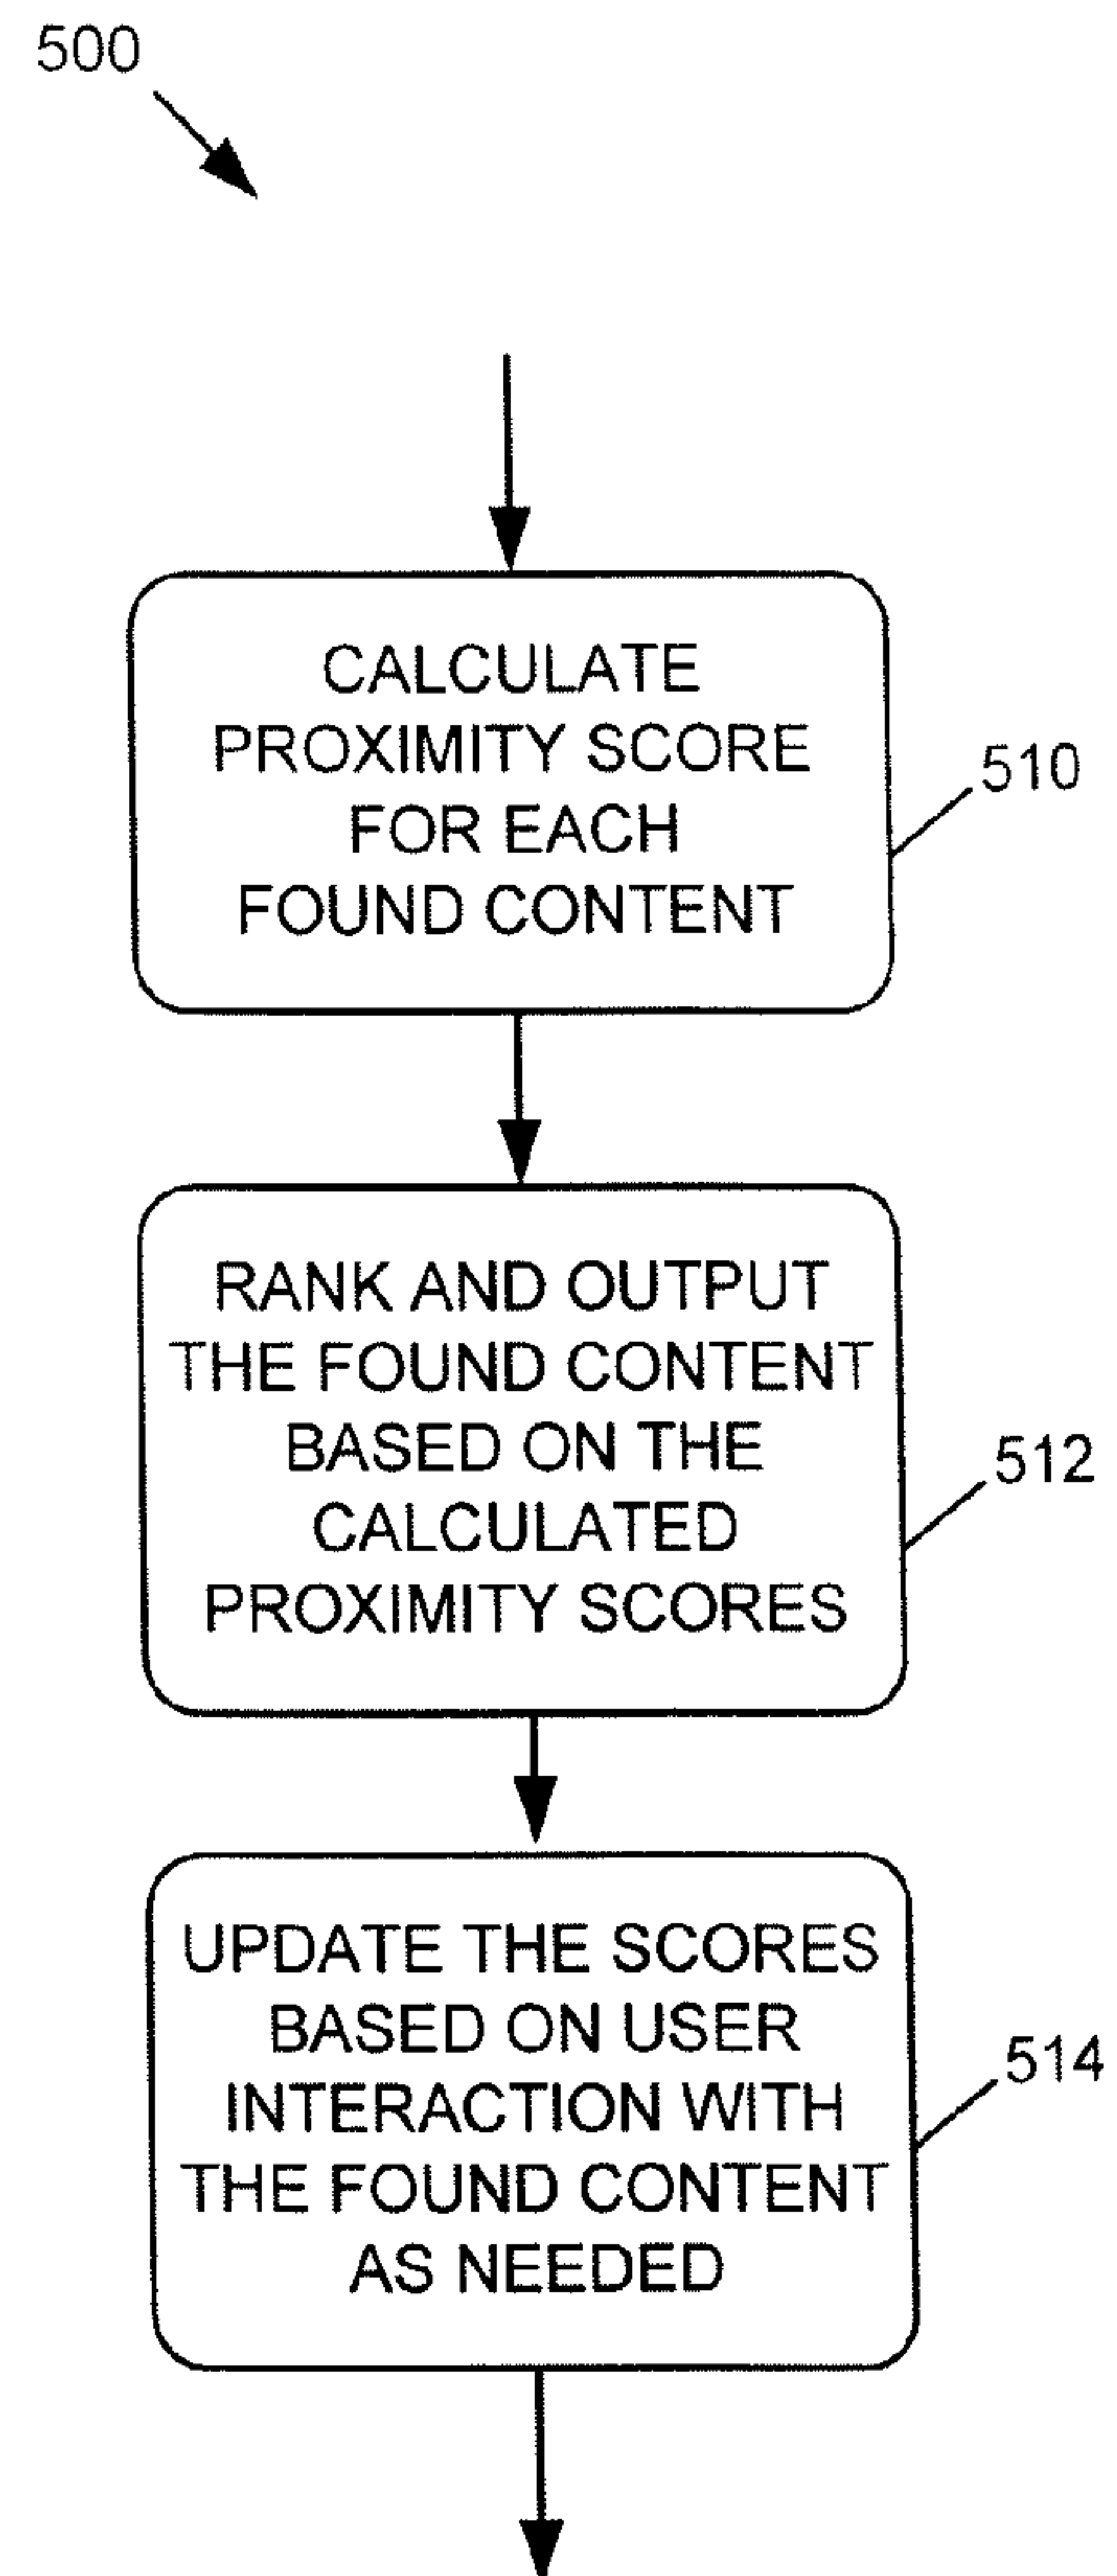 500
CALCULATE
PROXIMITY SCORE
FOR EACH
FOUND CONTENT
510
RANK AND OUTPUT
THE FOUND CONTENT
BASED ON THE
CALCULATED
PROXIMITY SCORES
512
UPDATE THE SCORES
BASED ON USER
INTERACTION WITH
THE FOUND CONTENT
AS NEEDED
514